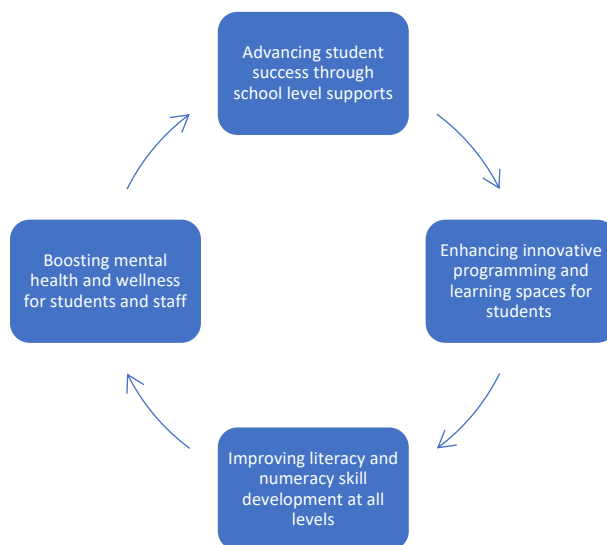 Advancing student
success through
school level supports
Enhancing innovative
programming and
learning spaces for
students
Improving literacy and
numeracy skill
development at all
levels
Boosting mental
health and wellness
for students and staff